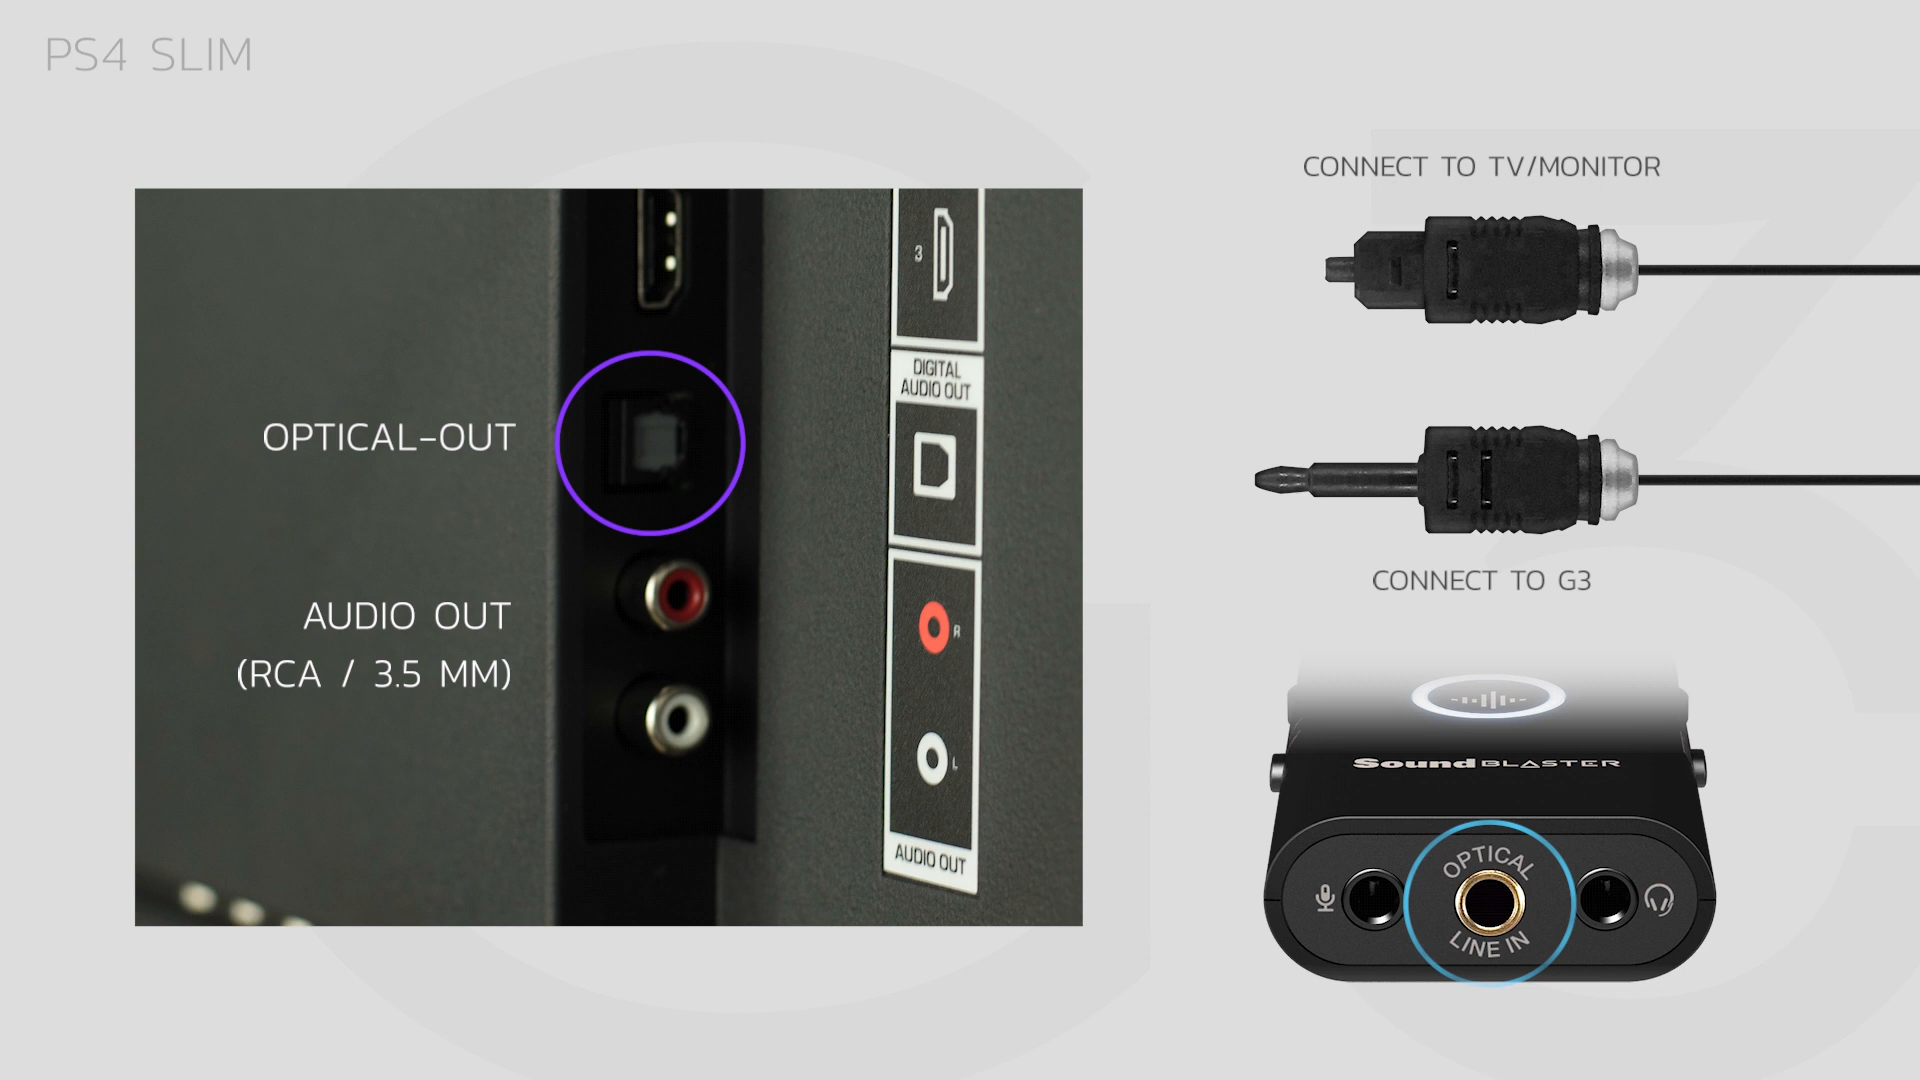 PS4 SLIM
OPTICAL-OUT
AUDIO OUT
(RCA / 3.5 MM)
3
DIGITAL
AUDIO OUT
R
L
AUDIO OUT
CONNECT TO TV/MONITOR
CONNECT TO G3
Sound BLASTER
OPTICAL
LINE IN